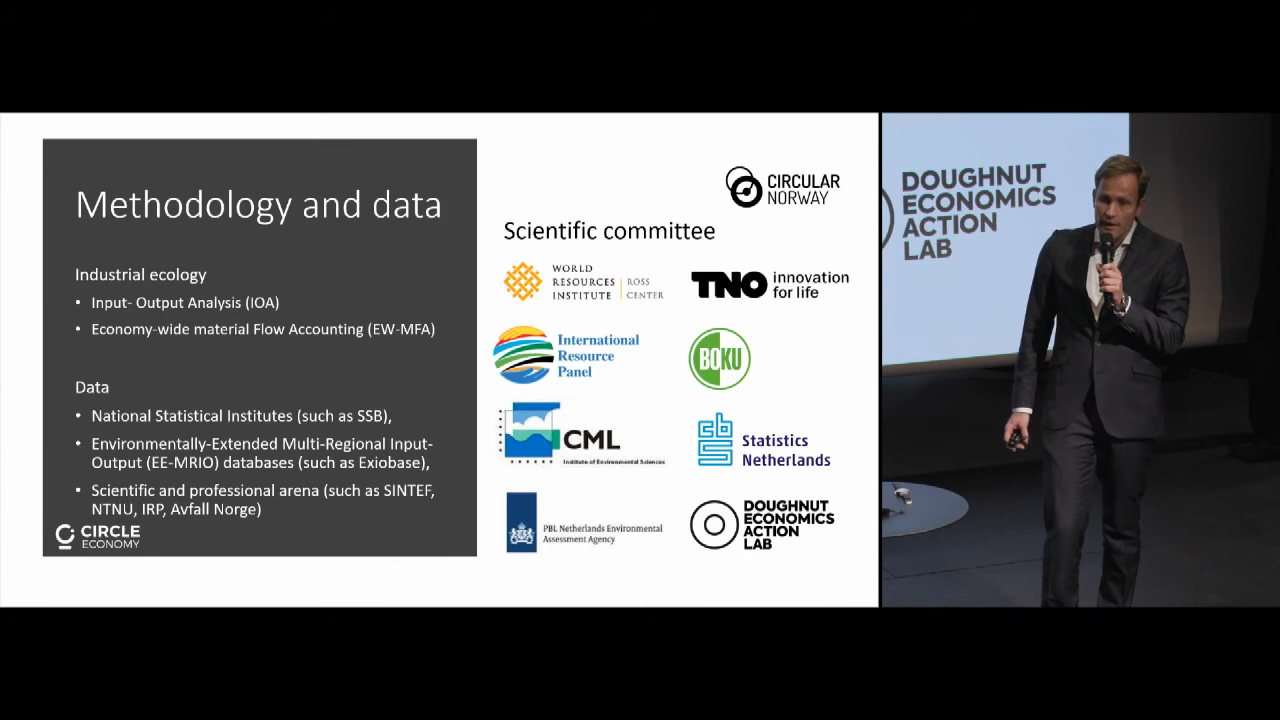 Methodology and data
Industrial ecology
• Input- Output Analysis (IOA)
• Economy-wide material Flow Accounting (EW-MFA)
Data
• National Statistical Institutes (such as SSB),
• Environmentally-Extended Multi-Regional Input-
Output (EE-MRIO) databases (such as Exiobase),
• Scientific and professional arena (such as SINTEF,
NTNU, IRP, Avfall Norge)
CIRCLE
ECONOMY
CIRCULAR
NORWAY
Scientific committee
WORLD
RESOURCES
INSTITUTE
ROSS
CENTER
TNO innovation
for life
International
Resource
Panel
BOKU
CML
Institute of Environmental Sciences
cbs
Statistics
Netherlands
PBL Netherlands Environmental
Assessment Agency
DOUGHNUT
ECONOMICS
ACTION
LAB
DOUGHNUT
ECONOMICS
ACTION
LAB